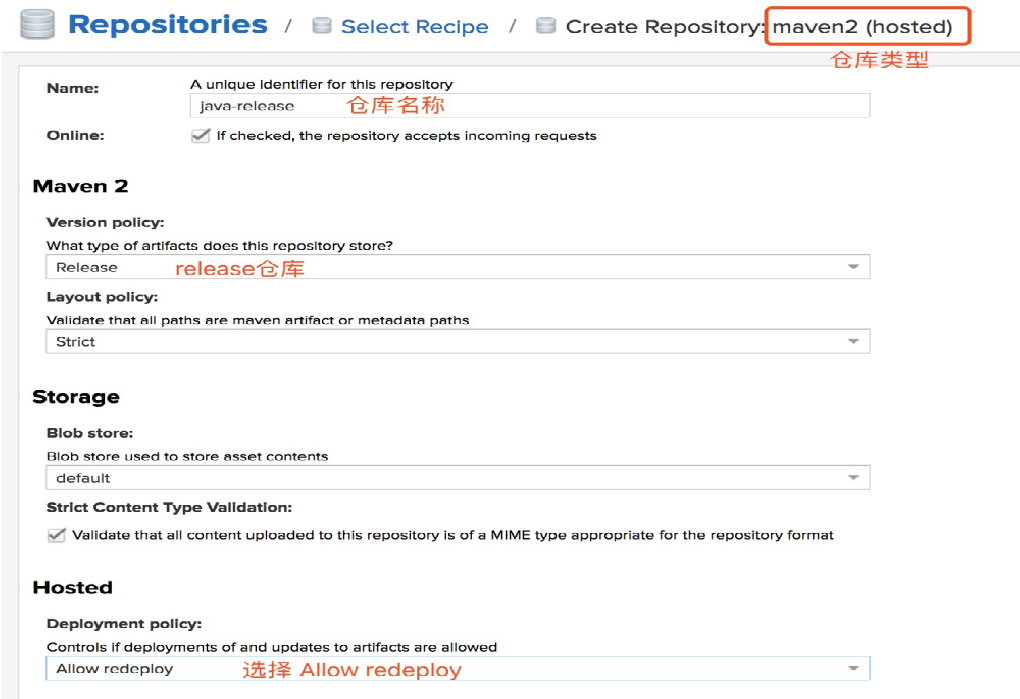 Repositories / Select Recipe / Create Repository: maven2 (hosted)
仓库类型
Name: A unique identifier for this repository
java-release 仓库名称
Online: If checked, the repository accepts incoming requests
Maven 2
Version policy:
What type of artifacts does this repository store?
Release release仓库
Layout policy:
Validate that all paths are maven artifact or metadata paths
Strict
Storage
Blob store:
Blob store used to store asset contents
default
Strict Content Type Validation:
Validate that all content uploaded to this repository is of a MIME type appropriate for the repository format
Hosted
Deployment policy:
Controls if deployments of and updates to artifacts are allowed
Allow redeploy 选择 Allow redeploy